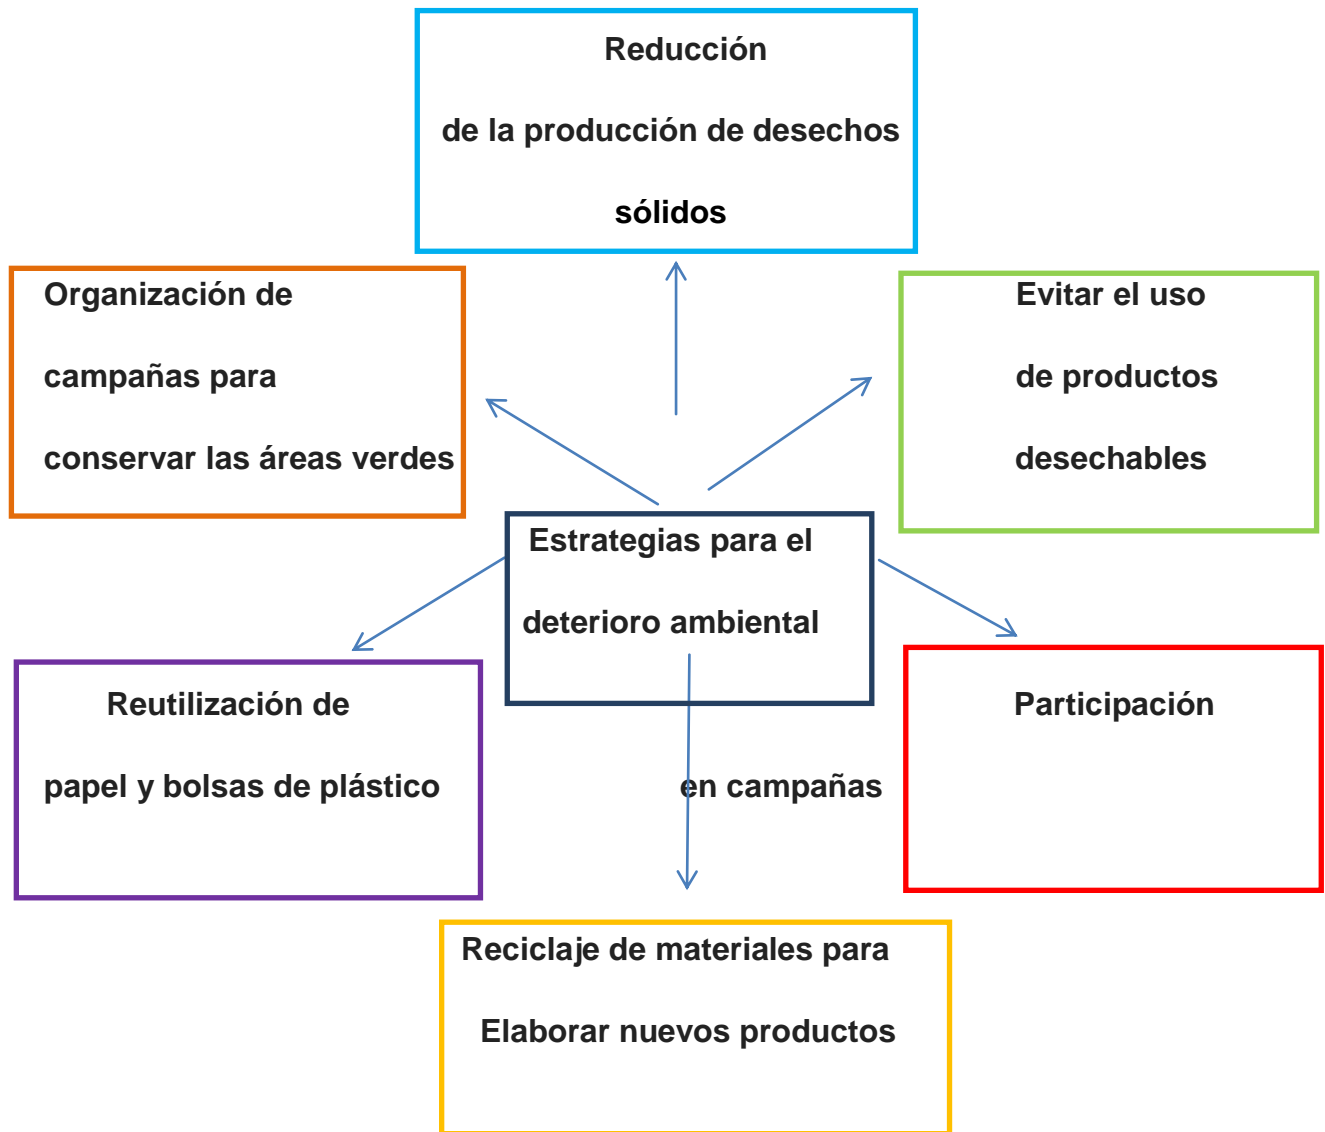 Reducción
de la producción de desechos
sólidos
Organización de
campañas para
conservar las áreas verdes
Evitar el uso
de productos
desechables
Estrategias para el
deterioro ambiental
Reutilización de
papel y bolsas de plástico
Participación
en campañas
Reciclaje de materiales para
Elaborar nuevos productos